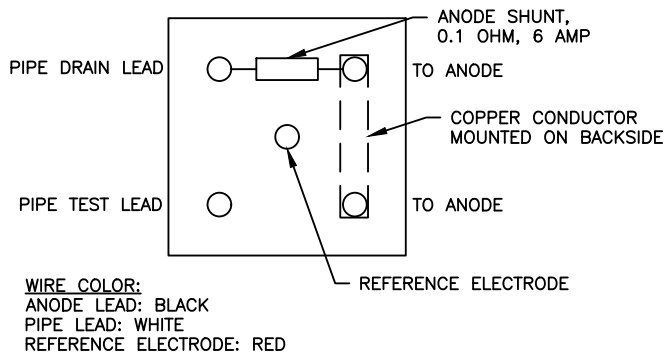 ANODE SHUNT,
0.1 OHM, 6 AMP
PIPE DRAIN LEAD
TO ANODE
COPPER CONDUCTOR
MOUNTED ON BACKSIDE
PIPE TEST LEAD
TO ANODE
REFERENCE ELECTRODE
WIRE COLOR:
ANODE LEAD: BLACK
PIPE LEAD: WHITE
REFERENCE ELECTRODE: RED